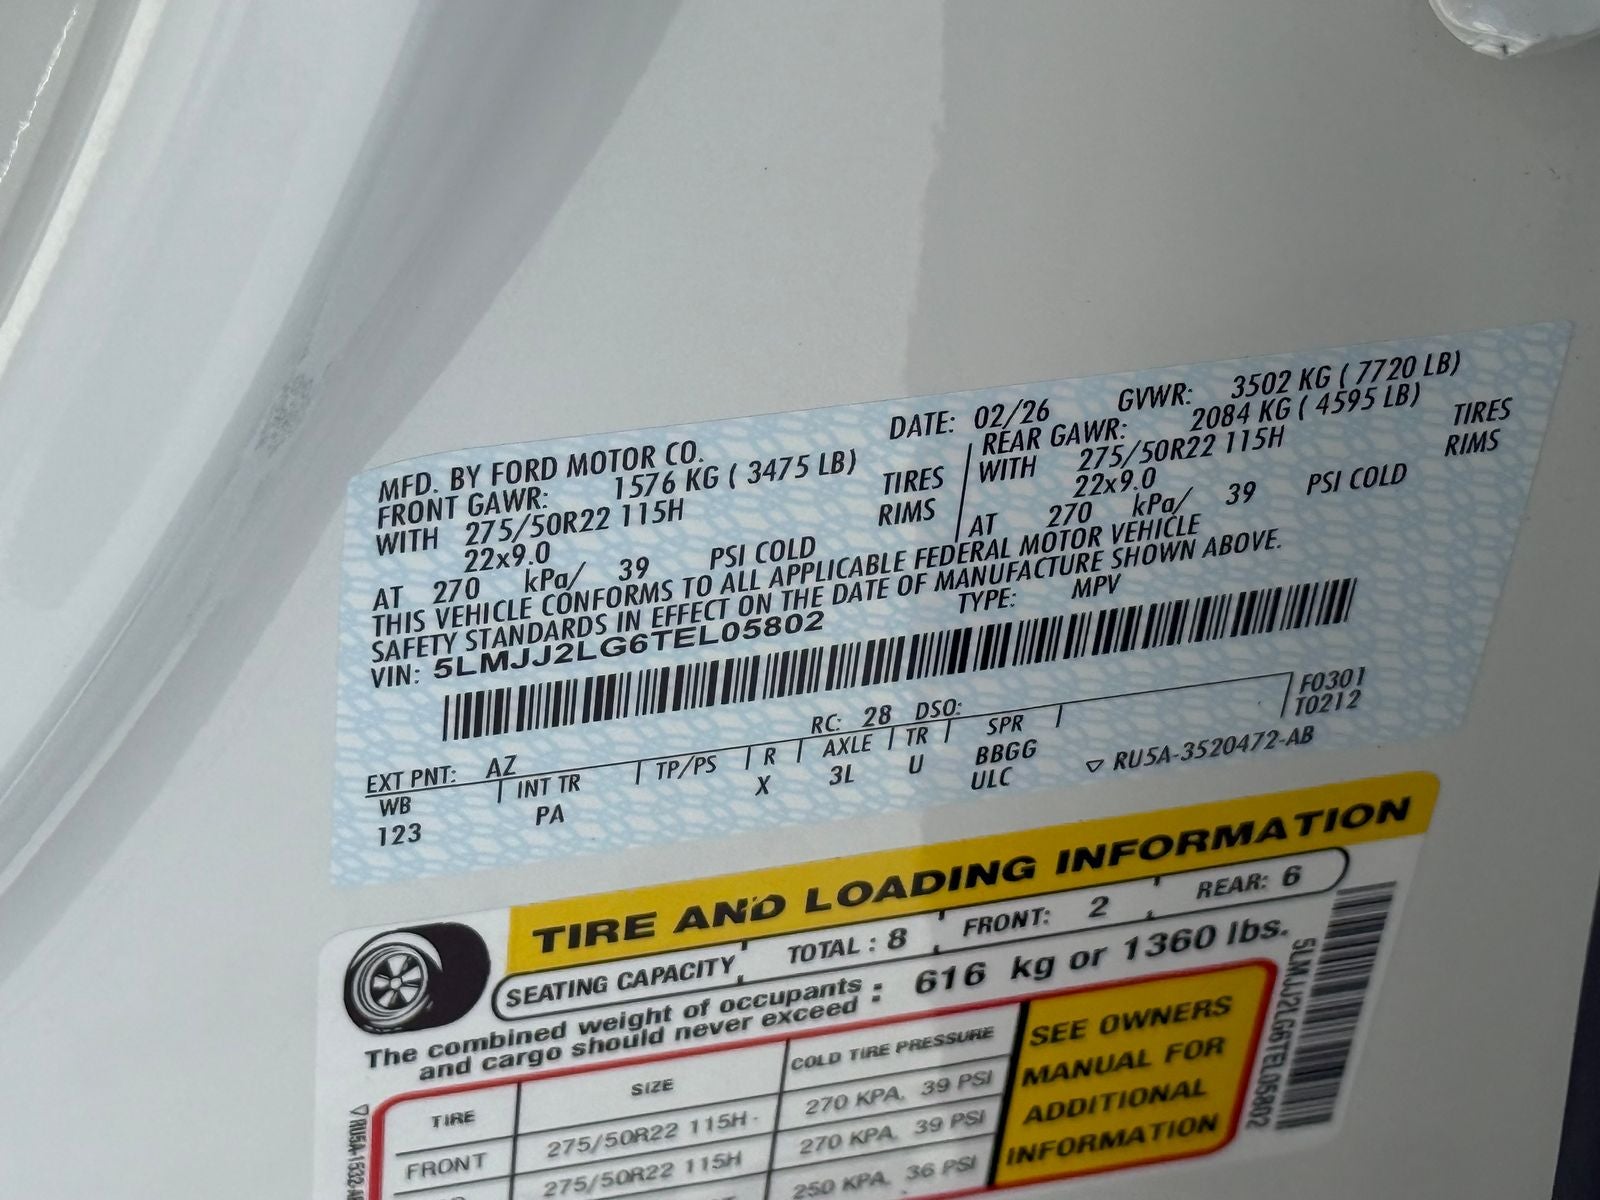 MFD. BY FORD MOTOR CO.
DATE: 02/26 GVWR: 3502 KG ( 7720 LB)
FRONT GAWR: 1576 KG ( 3475 LB)
WITH 275/50R22 115H TIRES
22x9.0 RIMS
AT 270 kPa/ 39 PSI COLD
REAR GAWR: 2084 KG ( 4595 LB)
WITH 275/50R22 115H TIRES
22x9.0 RIMS
AT 270 kPa/ 39 PSI COLD
THIS VEHICLE CONFORMS TO ALL APPLICABLE FEDERAL MOTOR VEHICLE
SAFETY STANDARDS IN EFFECT ON THE DATE OF MANUFACTURE SHOWN ABOVE.
VIN: 5LMJJ2LG6TEL05802 TYPE: MPV
EXT PNT: AZ RC: 28 DSO: F0301
WB INT TR TP/PS R AXLE TR SPR T0212
123 PA X 3L U BBGG
ULC RU5A-3520472-AB
TIRE AND LOADING INFORMATION
SEATING CAPACITY TOTAL : 8 FRONT: 2 REAR: 6
The combined weight of occupants
and cargo should never exceed : 616 kg or 1360 lbs.
TIRE SIZE COLD TIRE PRESSURE
FRONT 275/50R22 115H 270 KPA, 39 PSI
275/50R22 115H 270 KPA, 39 PSI
250 KPA, 36 PSI
SEE OWNERS
MANUAL FOR
ADDITIONAL
INFORMATION
5LMJJ2LG6TEL05802